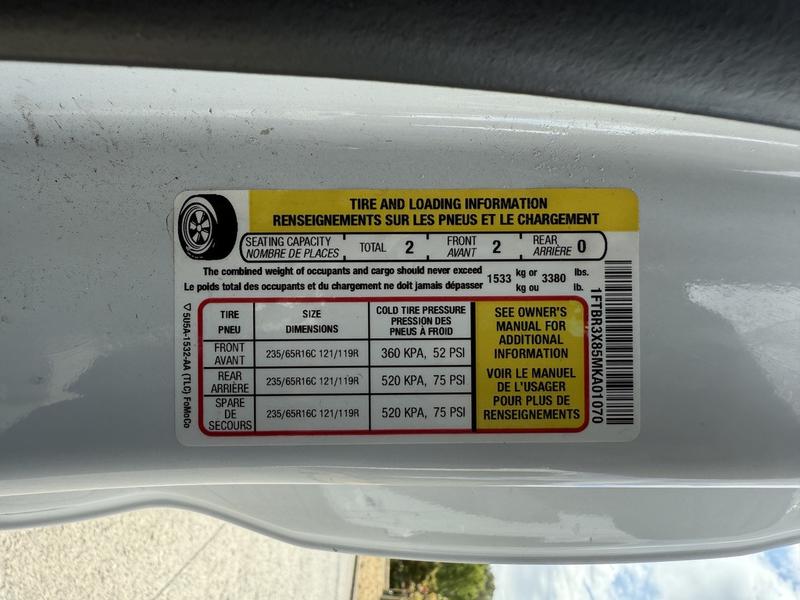 TIRE AND LOADING INFORMATION
RENSEIGNEMENTS SUR LES PNEUS ET LE CHARGEMENT
SEATING CAPACITY
NOMBRE DE PLACES
TOTAL 2
FRONT
AVANT 2
REAR
ARRIÈRE 0
The combined weight of occupants and cargo should never exceed 1533 kg or 3380 lbs.
Le poids total des occupants et du chargement ne doit jamais dépasser kg ou lb.
TIRE
PNEU
SIZE
DIMENSIONS
COLD TIRE PRESSURE
PRESSION DES
PNEUS À FROID
FRONT
AVANT
235/65R16C 121/119R
360 KPA, 52 PSI
REAR
ARRIÈRE
235/65R16C 121/119R
520 KPA, 75 PSI
SPARE
DE
SECOURS
235/65R16C 121/119R
520 KPA, 75 PSI
SEE OWNER'S
MANUAL FOR
ADDITIONAL
INFORMATION
VOIR LE MANUEL
DE L'USAGER
POUR PLUS DE
RENSEIGNEMENTS
1FTBR3X85MKA01070
5U5A-1532-AA (TLC) FoMoCo